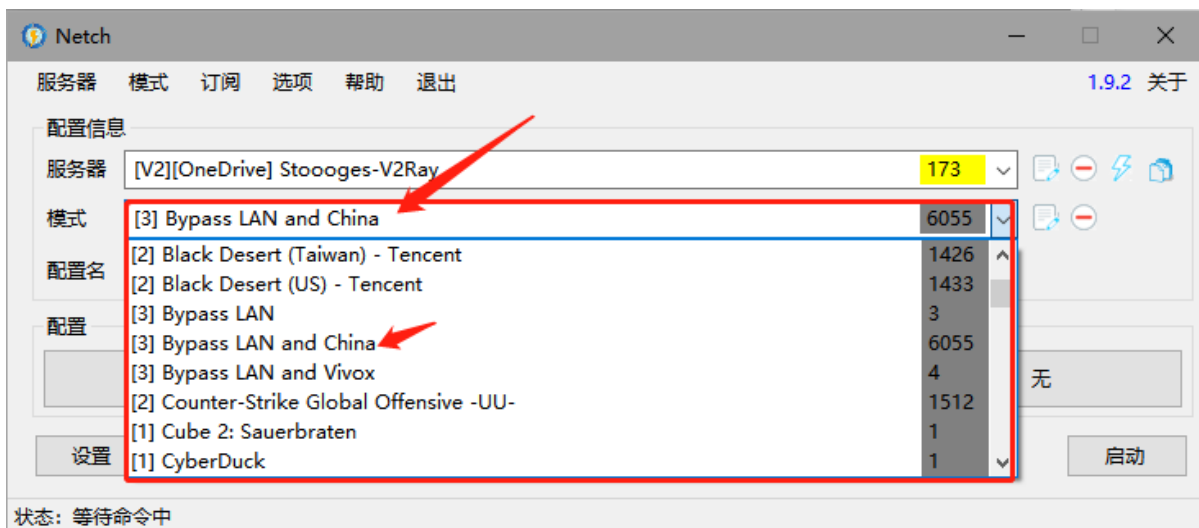 Netch
服务器 模式 订阅 选项 帮助 退出 1.9.2 关于
配置信息
服务器 [V2][OneDrive] Stoooges-V2Ray 173
模式 [3] Bypass LAN and China 6055
[2] Black Desert (Taiwan) - Tencent 1426
配置名
[2] Black Desert (US) - Tencent 1433
[3] Bypass LAN 3
配置
[3] Bypass LAN and China 6055
[3] Bypass LAN and Vivox 4
无
[2] Counter-Strike Global Offensive -UU- 1512
[1] Cube 2: Sauerbraten 1
设置 [1] CyberDuck 1 启动
状态：等待命令中